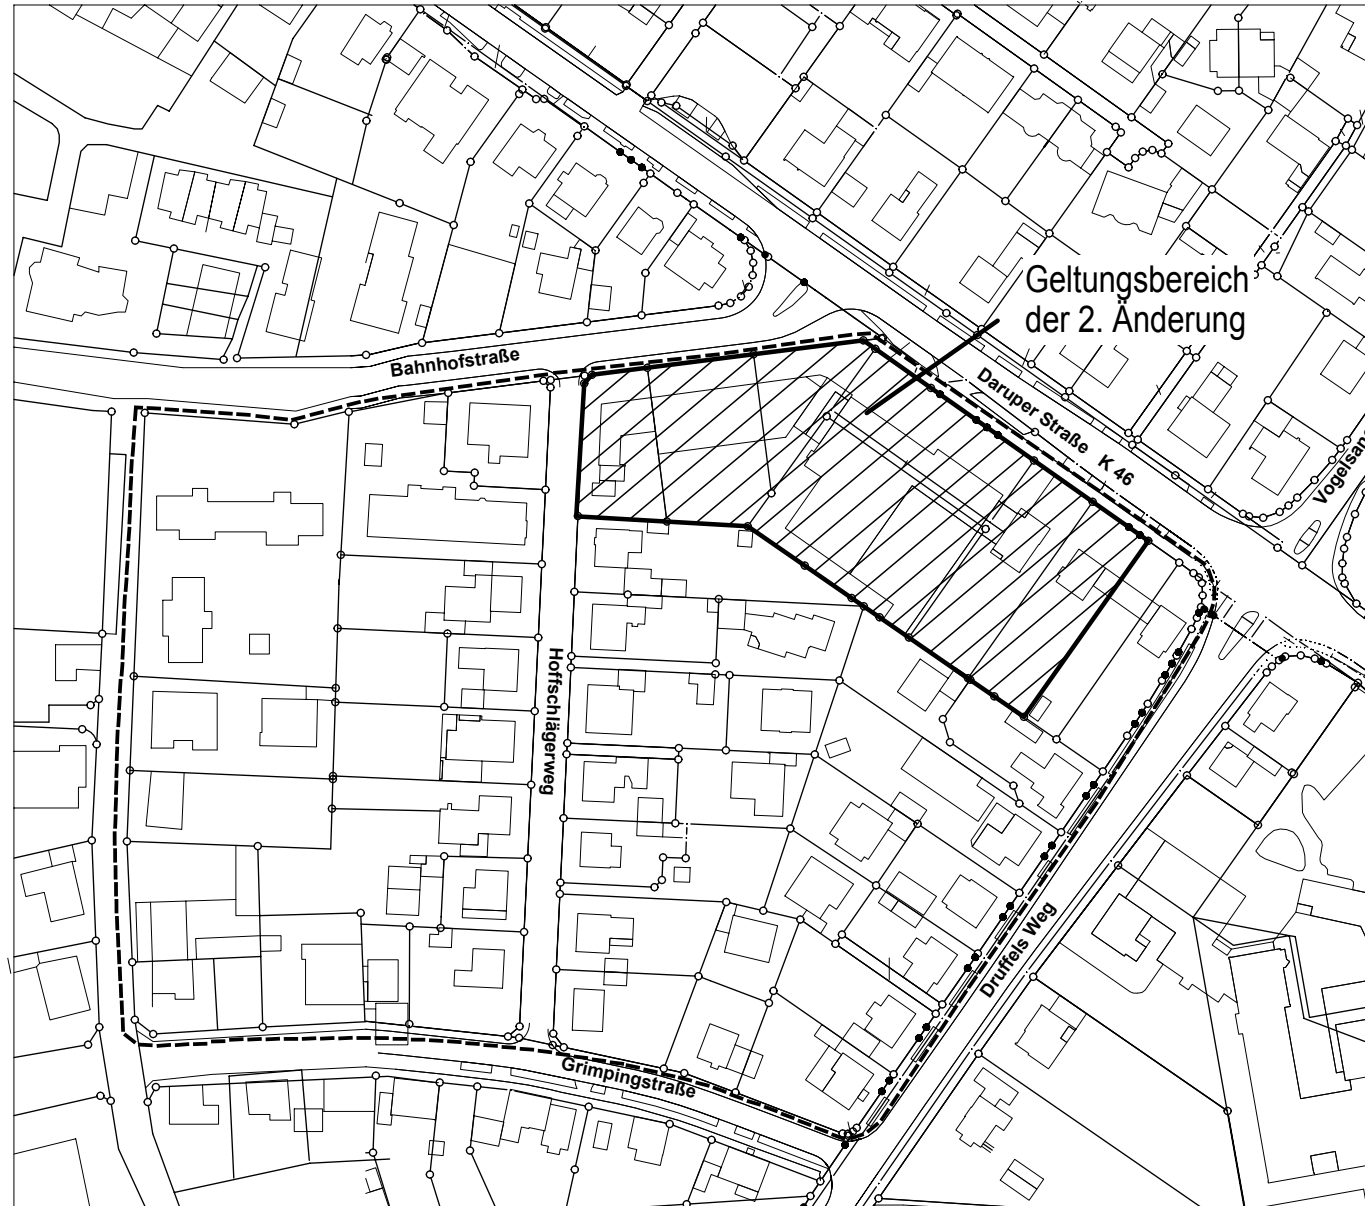 Geltungsbereich
der 2. Änderung
Bahnhofstraße
Daruper Straße K 46
Hoffschlägerweg
Druffels Weg
Grimpingstraße